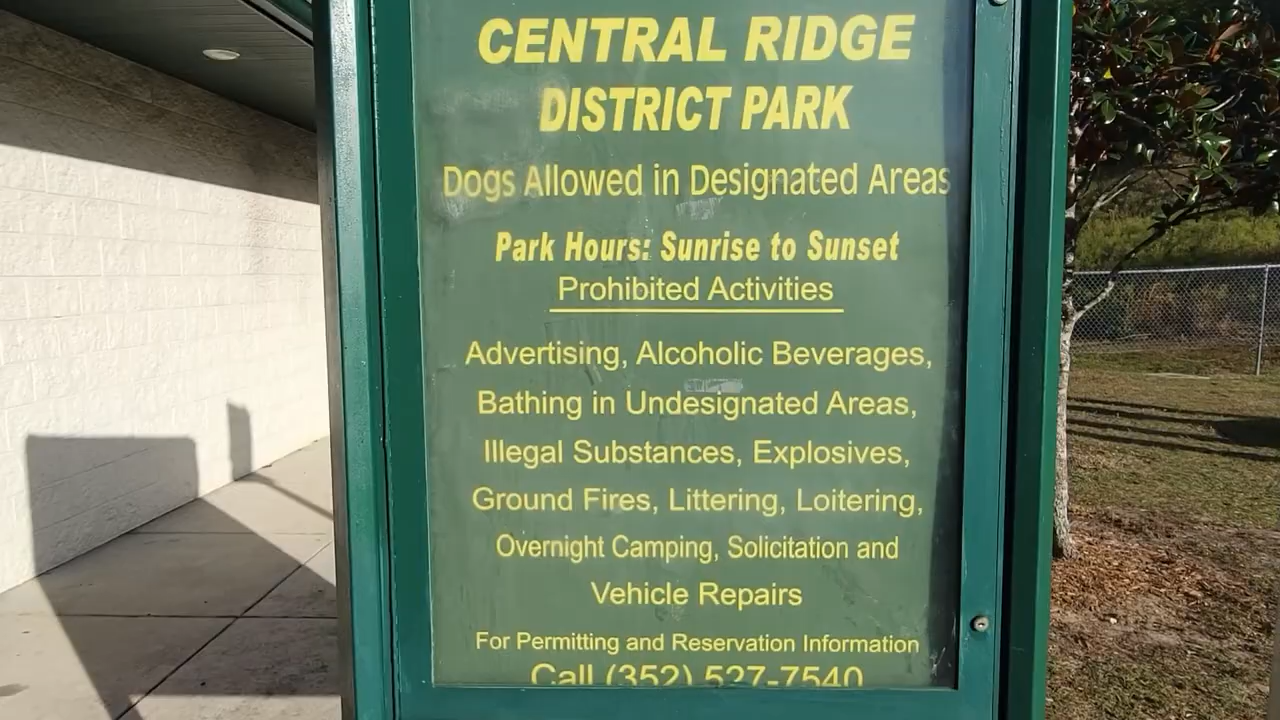 CENTRAL RIDGE
DISTRICT PARK
Dogs Allowed in Designated Areas
Park Hours: Sunrise to Sunset
Prohibited Activities
Advertising, Alcoholic Beverages,
Bathing in Undesignated Areas,
Illegal Substances, Explosives,
Ground Fires, Littering, Loitering,
Overnight Camping, Solicitation and
Vehicle Repairs
For Permitting and Reservation Information
Call (352) 527-7540